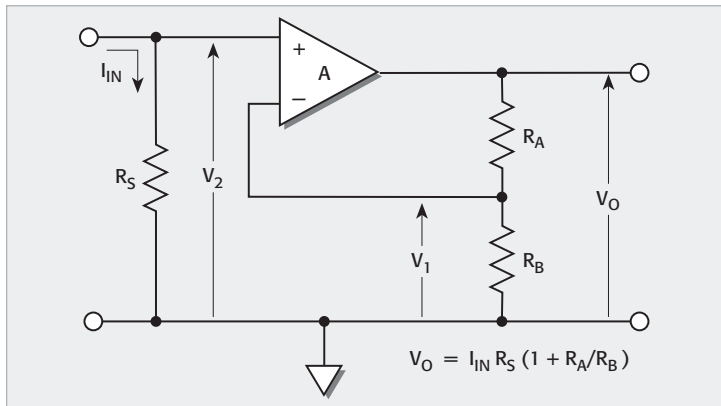 +
A
−
I_IN
R_S
V_2
R_A
V_O
V_1
R_B
V_O = I_IN R_S (1 + R_A/R_B)